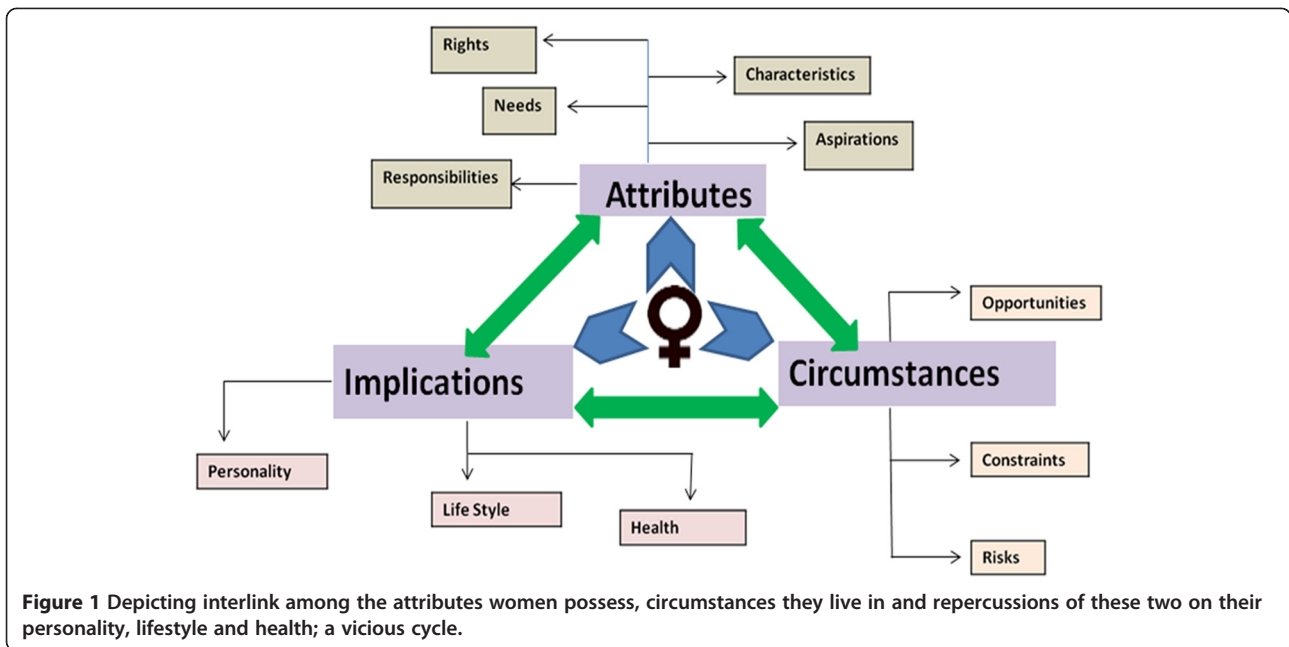 Rights
Characteristics
Needs
Aspirations
Responsibilities
Attributes
Opportunities
Implications
Circumstances
Constraints
Personality
Life Style
Health
Risks
Figure 1 Depicting interlink among the attributes women possess, circumstances they live in and repercussions of these two on their
personality, lifestyle and health; a vicious cycle.